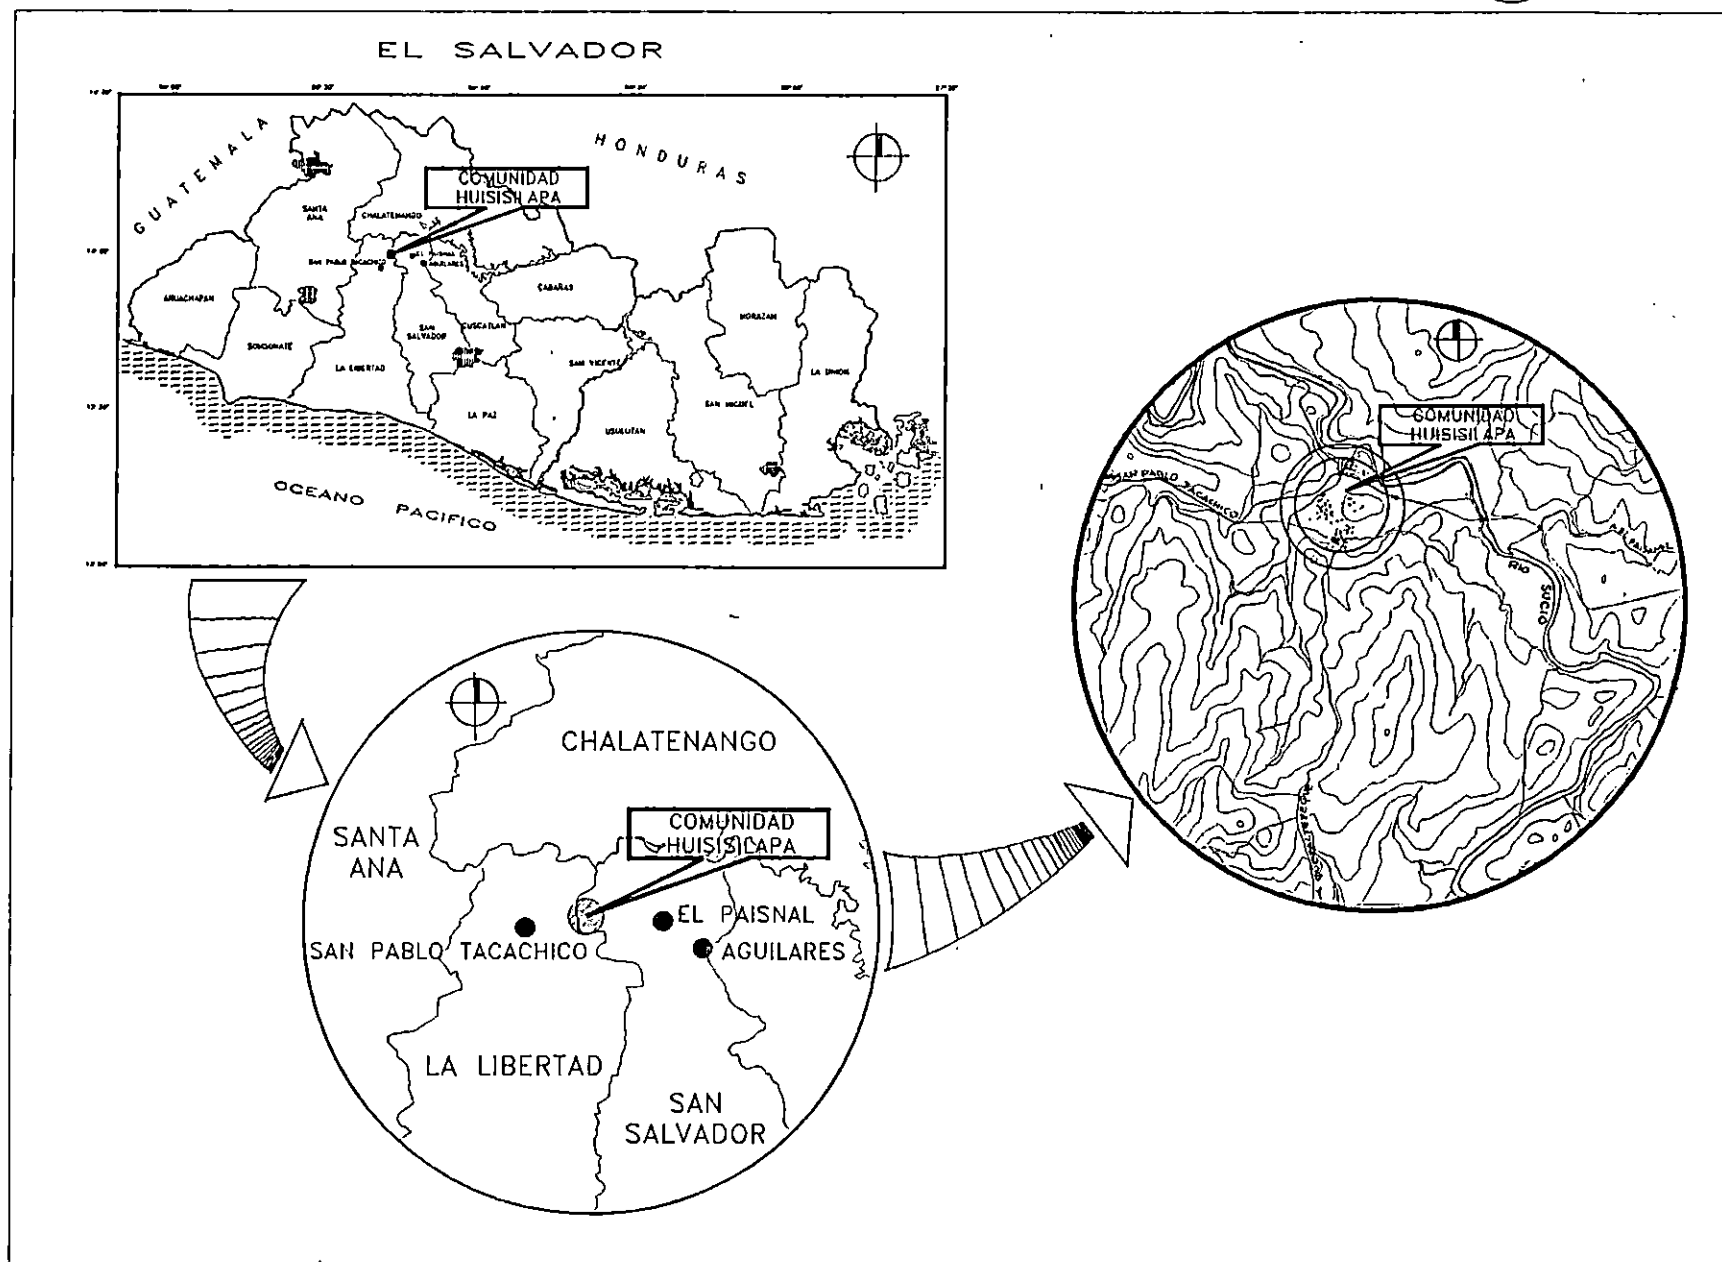 EL SALVADOR
GUATEMALA
HONDURAS
COMUNIDAD
HUISISILAPA
SANTA
ANA
CHALATENANGO
SAN PABLO TACACHICO
EL PAISNAL
AGUILARES
AHUACHAPAN
SONSONATE
LA LIBERTAD
SAN
SALVADOR
CUSCATLAN
CABAÑAS
SAN VICENTE
LA PAZ
USULUTAN
SAN MIGUEL
MORAZAN
LA UNION
OCEANO PACIFICO
COMUNIDAD
HUISISILAPA
SAN PABLO TACACHICO
A EL PAISNAL
RIO SUCIO
CHALATENANGO
COMUNIDAD
HUISISILAPA
SANTA
ANA
EL PAISNAL
SAN PABLO TACACHICO
AGUILARES
LA LIBERTAD
SAN
SALVADOR